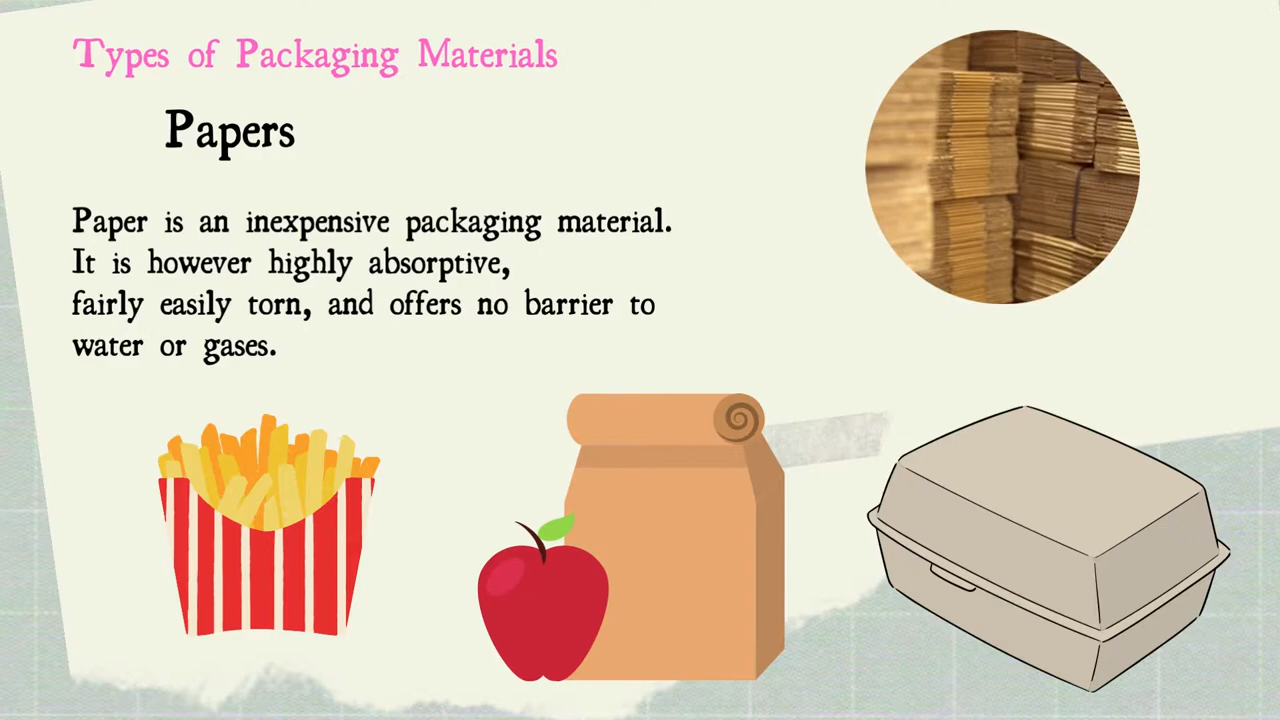 Types of Packaging Materials
Papers
Paper is an inexpensive packaging material.
It is however highly absorptive,
fairly easily torn, and offers no barrier to
water or gases.